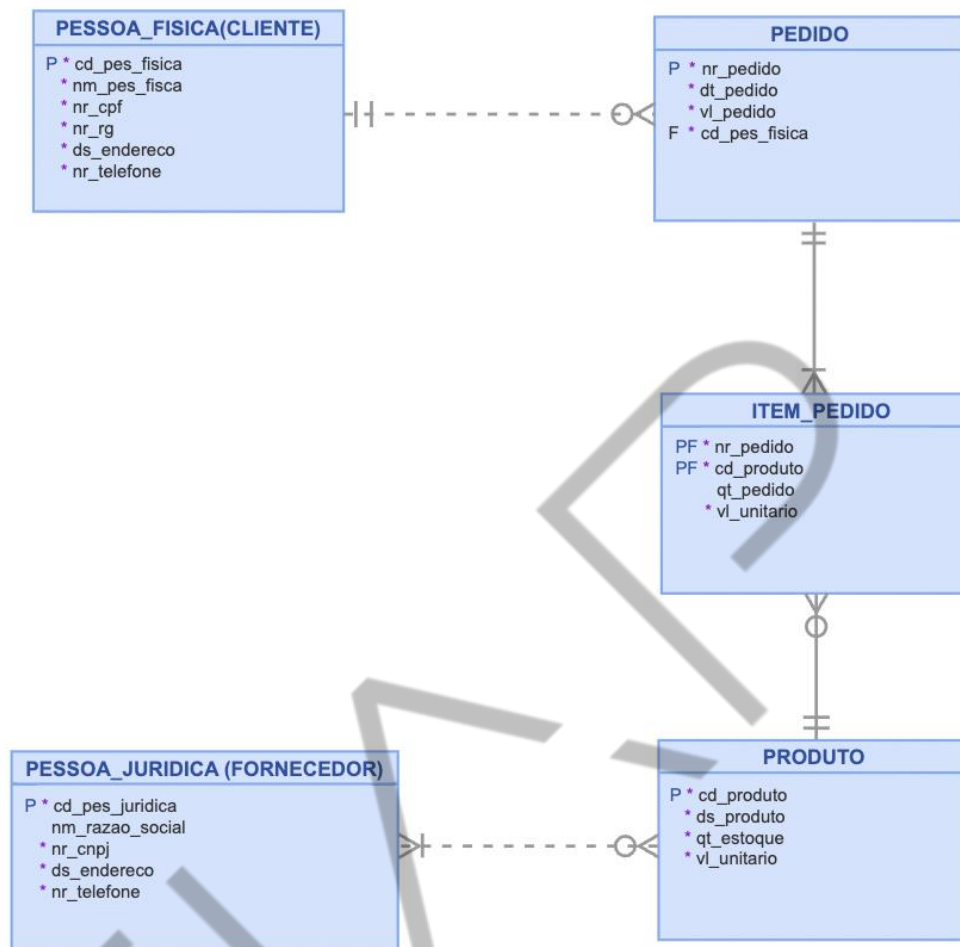 PESSOA_FISICA(CLIENTE)
P * cd_pes_fisica
* nm_pes_fisca
* nr_cpf
* nr_rg
* ds_endereco
* nr_telefone
PEDIDO
P * nr_pedido
* dt_pedido
* vl_pedido
F * cd_pes_fisica
ITEM_PEDIDO
PF * nr_pedido
PF * cd_produto
qt_pedido
* vl_unitario
PESSOA_JURIDICA (FORNECEDOR)
P * cd_pes_juridica
nm_razao_social
* nr_cnpj
* ds_endereco
* nr_telefone
PRODUTO
P * cd_produto
* ds_produto
* qt_estoque
* vl_unitario